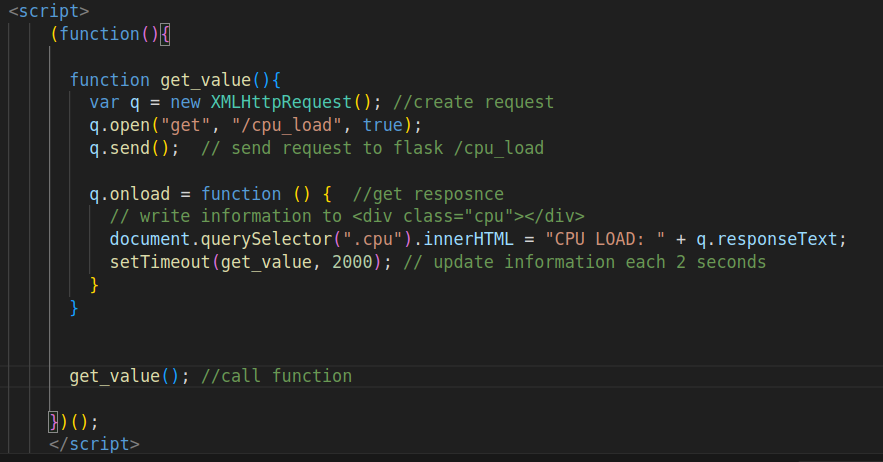 <script>
(function(){
function get_value(){
var q = new XMLHttpRequest(); //create request
q.open("get", "/cpu_load", true);
q.send();  // send request to flask /cpu_load
q.onload = function () {  //get resposnce
// write information to <div class="cpu"></div>
document.querySelector(".cpu").innerHTML = "CPU LOAD: " + q.responseText;
setTimeout(get_value, 2000); // update information each 2 seconds
}
}
get_value(); //call function
})();
</script>